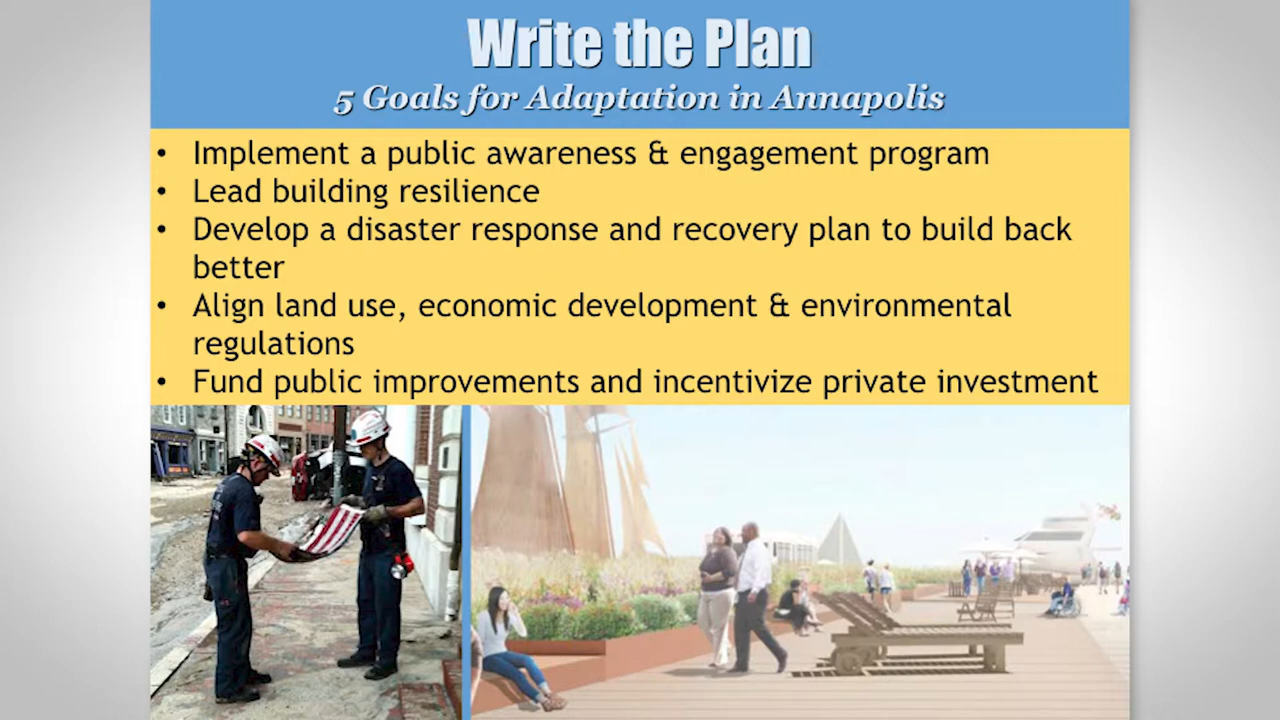 Write the Plan
5 Goals for Adaptation in Annapolis
• Implement a public awareness & engagement program
• Lead building resilience
• Develop a disaster response and recovery plan to build back
better
• Align land use, economic development & environmental
regulations
• Fund public improvements and incentivize private investment